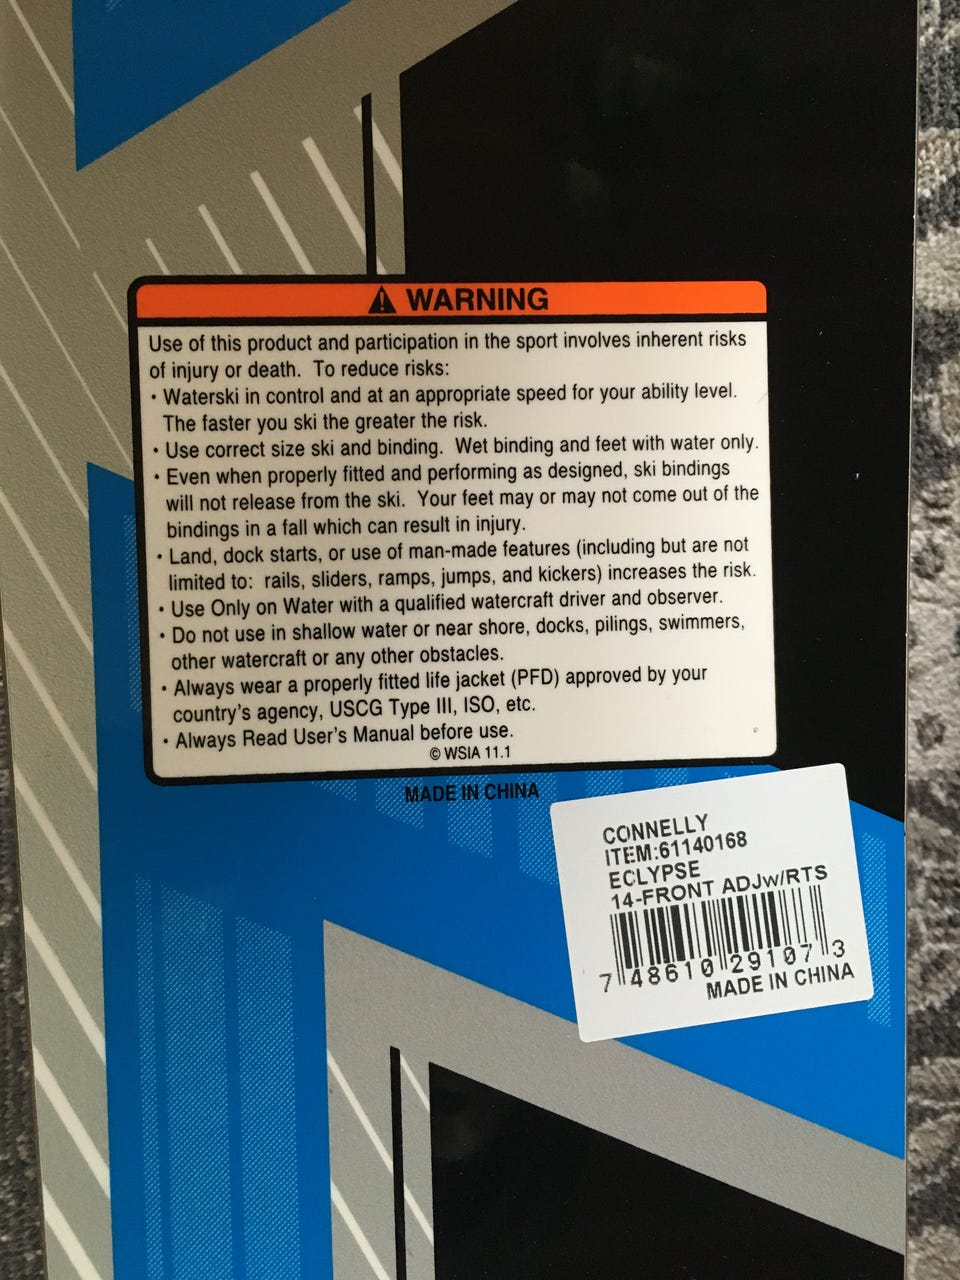 WARNING
Use of this product and participation in the sport involves inherent risks
of injury or death. To reduce risks:
• Waterski in control and at an appropriate speed for your ability level.
The faster you ski the greater the risk.
• Use correct size ski and binding. Wet binding and feet with water only.
• Even when properly fitted and performing as designed, ski bindings
will not release from the ski. Your feet may or may not come out of the
bindings in a fall which can result in injury.
• Land, dock starts, or use of man-made features (including but are not
limited to: rails, sliders, ramps, jumps, and kickers) increases the risk.
• Use Only on Water with a qualified watercraft driver and observer.
• Do not use in shallow water or near shore, docks, pilings, swimmers,
other watercraft or any other obstacles.
• Always wear a properly fitted life jacket (PFD) approved by your
country's agency, USCG Type III, ISO, etc.
• Always Read User's Manual before use.
© WSIA 11.1
MADE IN CHINA
CONNELLY
ITEM:61140168
ECLYPSE
14-FRONT ADJw/RTS
7 48610 29107 3
MADE IN CHINA